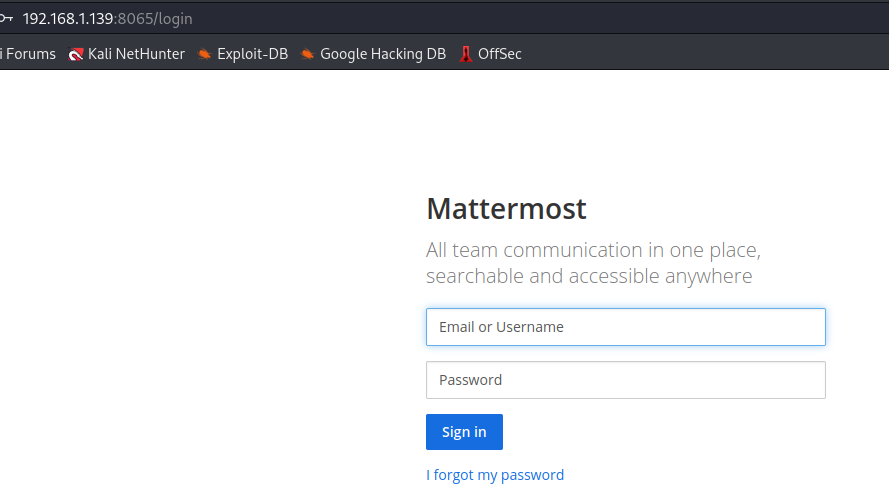 192.168.1.139:8065/login
i Forums Kali NetHunter Exploit-DB Google Hacking DB OffSec
Mattermost
All team communication in one place,
searchable and accessible anywhere
Email or Username
Password
Sign in
I forgot my password